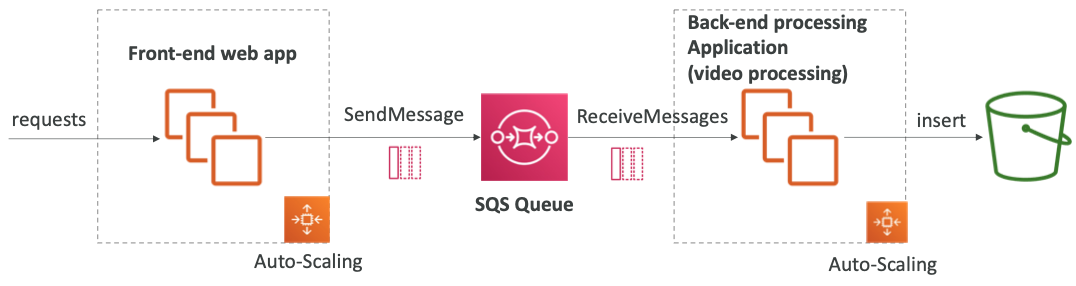 Front-end web app
requests
Auto-Scaling
SendMessage
SQS Queue
ReceiveMessages
Back-end processing
Application
(video processing)
Auto-Scaling
insert